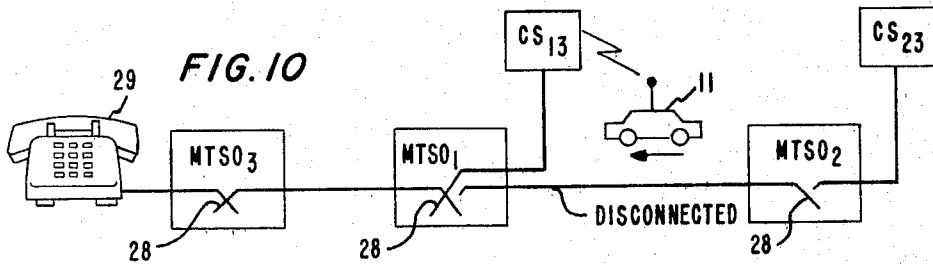 FIG. 10
29
CS13
CS23
11
MTSO3
MTSO1
MTSO2
28
28
DISCONNECTED
28